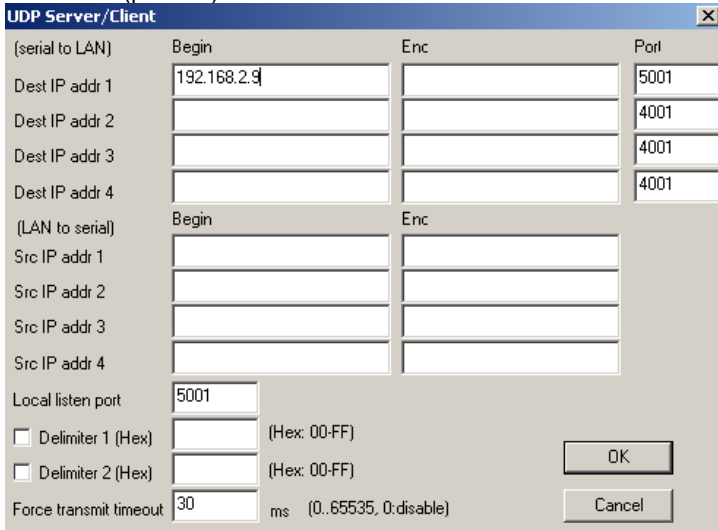 UDP Server/Client
(serial to LAN) Begin Enc Porl
Dest IP addr 1 192.168.2.9 5001
Dest IP addr 2 4001
Dest IP addr 3 4001
Dest IP addr 4 4001
(LAN to serial) Begin Enc
Src IP addr 1
Src IP addr 2
Src IP addr 3
Src IP addr 4
Local listen port 5001
Delimiter 1 (Hex) (Hex: 00-FF)
Delimiter 2 (Hex) (Hex: 00-FF)
OK
Force transmit timeout 30 ms (0..65535, 0:disable) Cancel